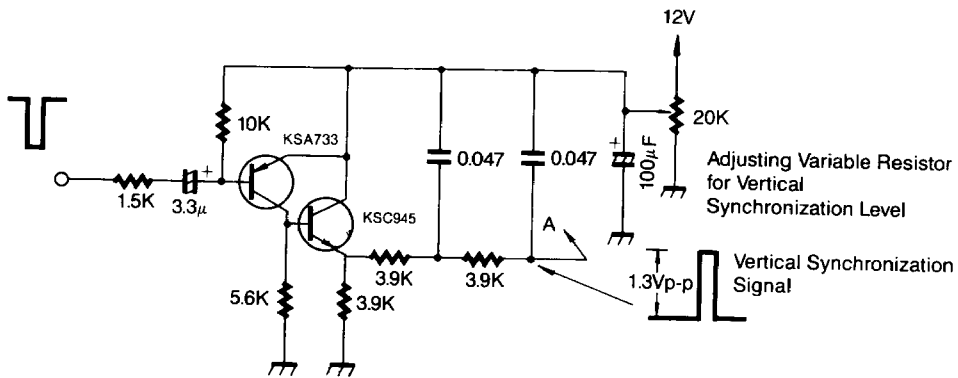 12V
10K
KSA733
20K
0.047
0.047
+
100μF
Adjusting Variable Resistor
for Vertical
Synchronization Level
+
1.5K
3.3μ
KSC945
A
3.9K
3.9K
5.6K
3.9K
1.3Vp-p
Vertical Synchronization
Signal